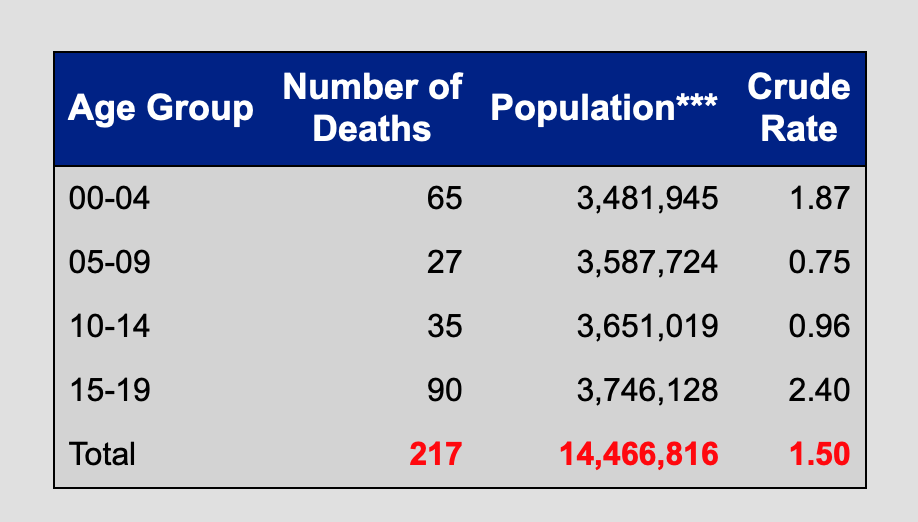 Age Group Number of Deaths Population*** Crude Rate
00-04 65 3,481,945 1.87
05-09 27 3,587,724 0.75
10-14 35 3,651,019 0.96
15-19 90 3,746,128 2.40
Total 217 14,466,816 1.50